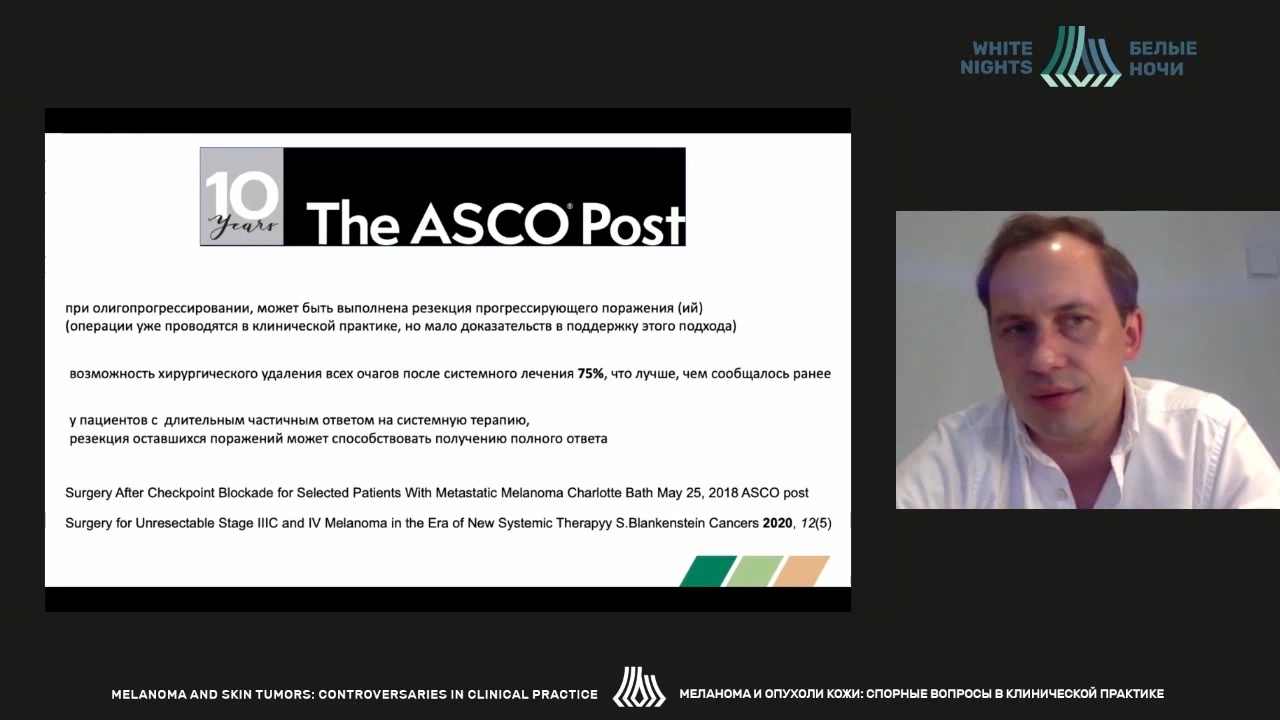 WHITE
NIGHTS
БЕЛЫЕ
НОЧИ
10
Years
The ASCO® Post
при олигопрогрессировании, может быть выполнена резекция прогрессирующего поражения (ий)
(операции уже проводятся в клинической практике, но мало доказательств в поддержку этого подхода)
возможность хирургического удаления всех очагов после системного лечения 75%, что лучше, чем сообщалось ранее
у пациентов с длительным частичным ответом на системную терапию,
резекция оставшихся поражений может способствовать получению полного ответа
Surgery After Checkpoint Blockade for Selected Patients With Metastatic Melanoma Charlotte Bath May 25, 2018 ASCO post
Surgery for Unresectable Stage IIIC and IV Melanoma in the Era of New Systemic Therapyy S.Blankenstein Cancers 2020, 12(5)
MELANOMA AND SKIN TUMORS: CONTROVERSARIES IN CLINICAL PRACTICE
МЕЛАНОМА И ОПУХОЛИ КОЖИ: СПОРНЫЕ ВОПРОСЫ В КЛИНИЧЕСКОЙ ПРАКТИКЕ